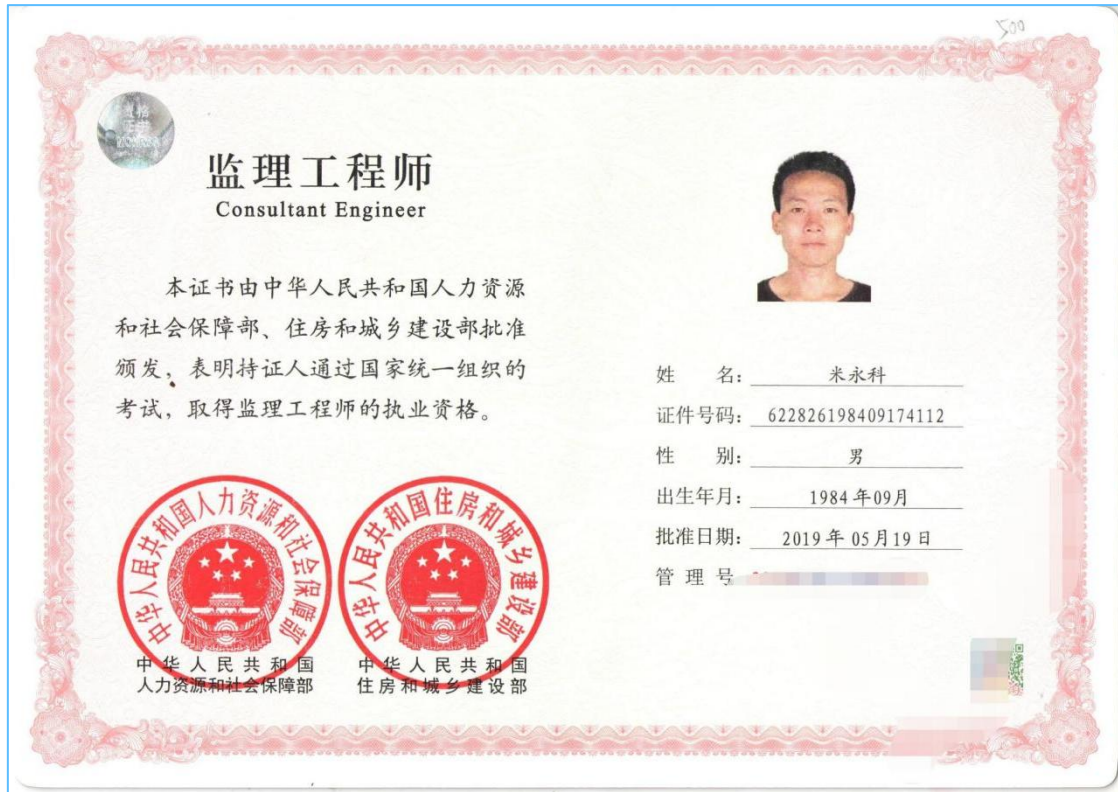 500
资格
监理工程师
Consultant Engineer
本证书由中华人民共和国人力资源
和社会保障部、住房和城乡建设部批准
颁发，表明持证人通过国家统一组织的
考试，取得监理工程师的执业资格。
中华人民共和国人力资源和社会保障部
中华人民共和国
人力资源和社会保障部
中华人民共和国住房和城乡建设部
中华人民共和国
住房和城乡建设部
姓 名： 米永科
证件号码： 622826198409174112
性 别： 男
出生年月： 1984年09月
批准日期： 2019年05月19日
管理号